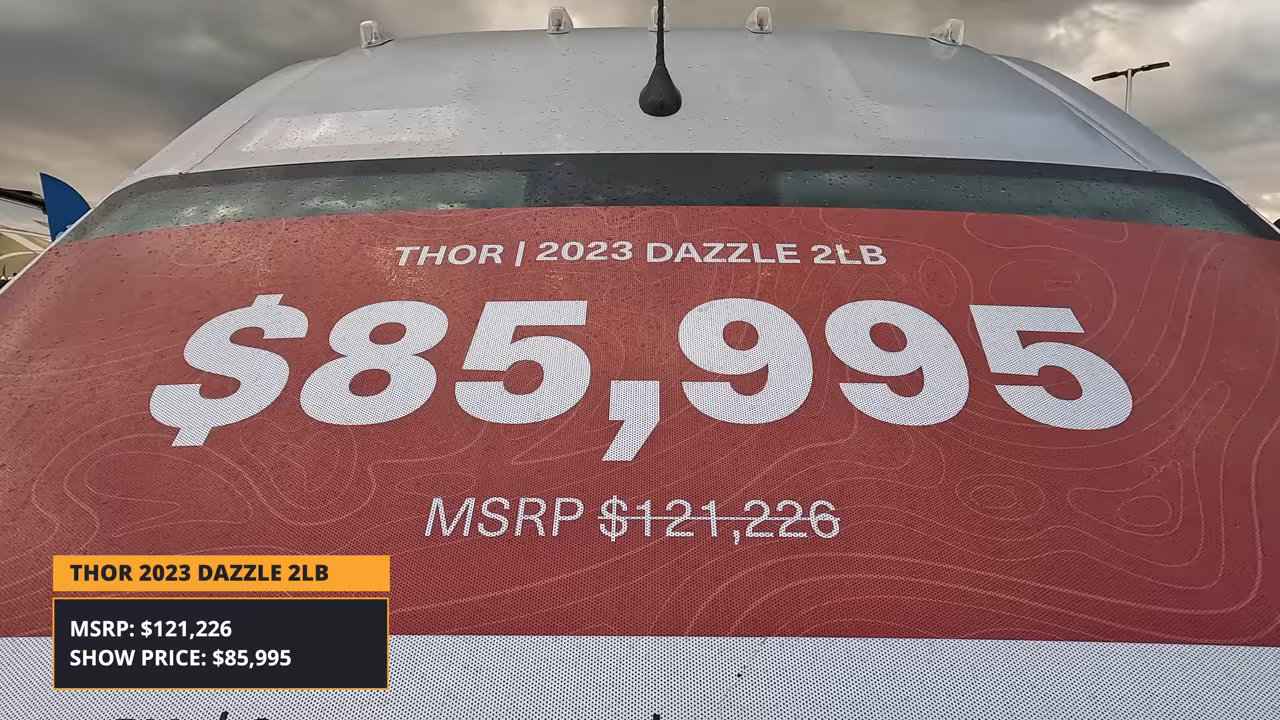 THOR | 2023 DAZZLE 2LB
$85,995
MSRP $121,226
THOR 2023 DAZZLE 2LB
MSRP: $121,226
SHOW PRICE: $85,995